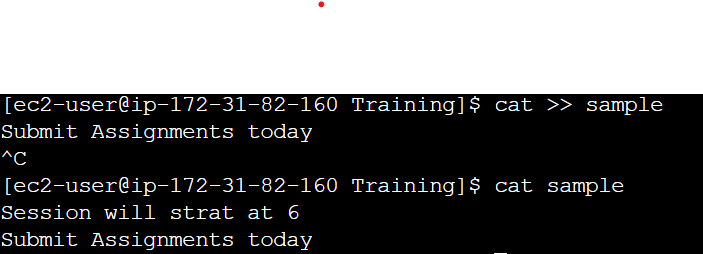 [ec2-user@ip-172-31-82-160 Training]$ cat >> sample
Submit Assignments today
^C
[ec2-user@ip-172-31-82-160 Training]$ cat sample
Session will strat at 6
Submit Assignments today